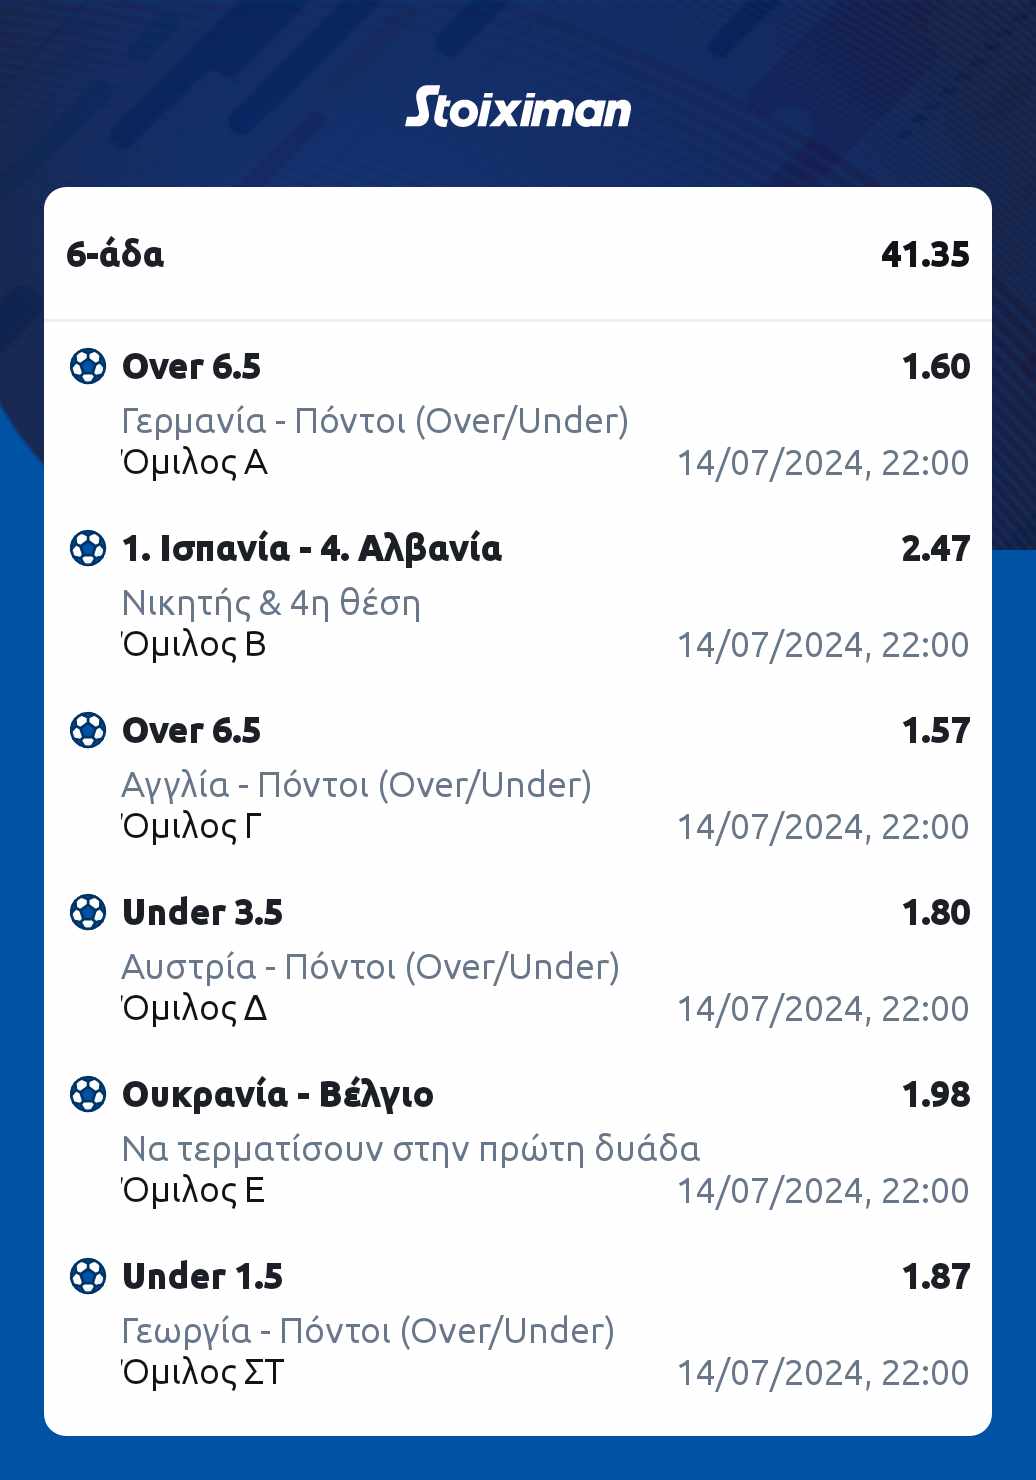 Stoiximan
6-άδα 41.35
Over 6.5 1.60
Γερμανία - Πόντοι (Over/Under)
Όμιλος Α 14/07/2024, 22:00
1. Ισπανία - 4. Αλβανία 2.47
Νικητής & 4η θέση
Όμιλος Β 14/07/2024, 22:00
Over 6.5 1.57
Αγγλία - Πόντοι (Over/Under)
Όμιλος Γ 14/07/2024, 22:00
Under 3.5 1.80
Αυστρία - Πόντοι (Over/Under)
Όμιλος Δ 14/07/2024, 22:00
Ουκρανία - Βέλγιο 1.98
Να τερματίσουν στην πρώτη δυάδα
Όμιλος Ε 14/07/2024, 22:00
Under 1.5 1.87
Γεωργία - Πόντοι (Over/Under)
Όμιλος ΣΤ 14/07/2024, 22:00